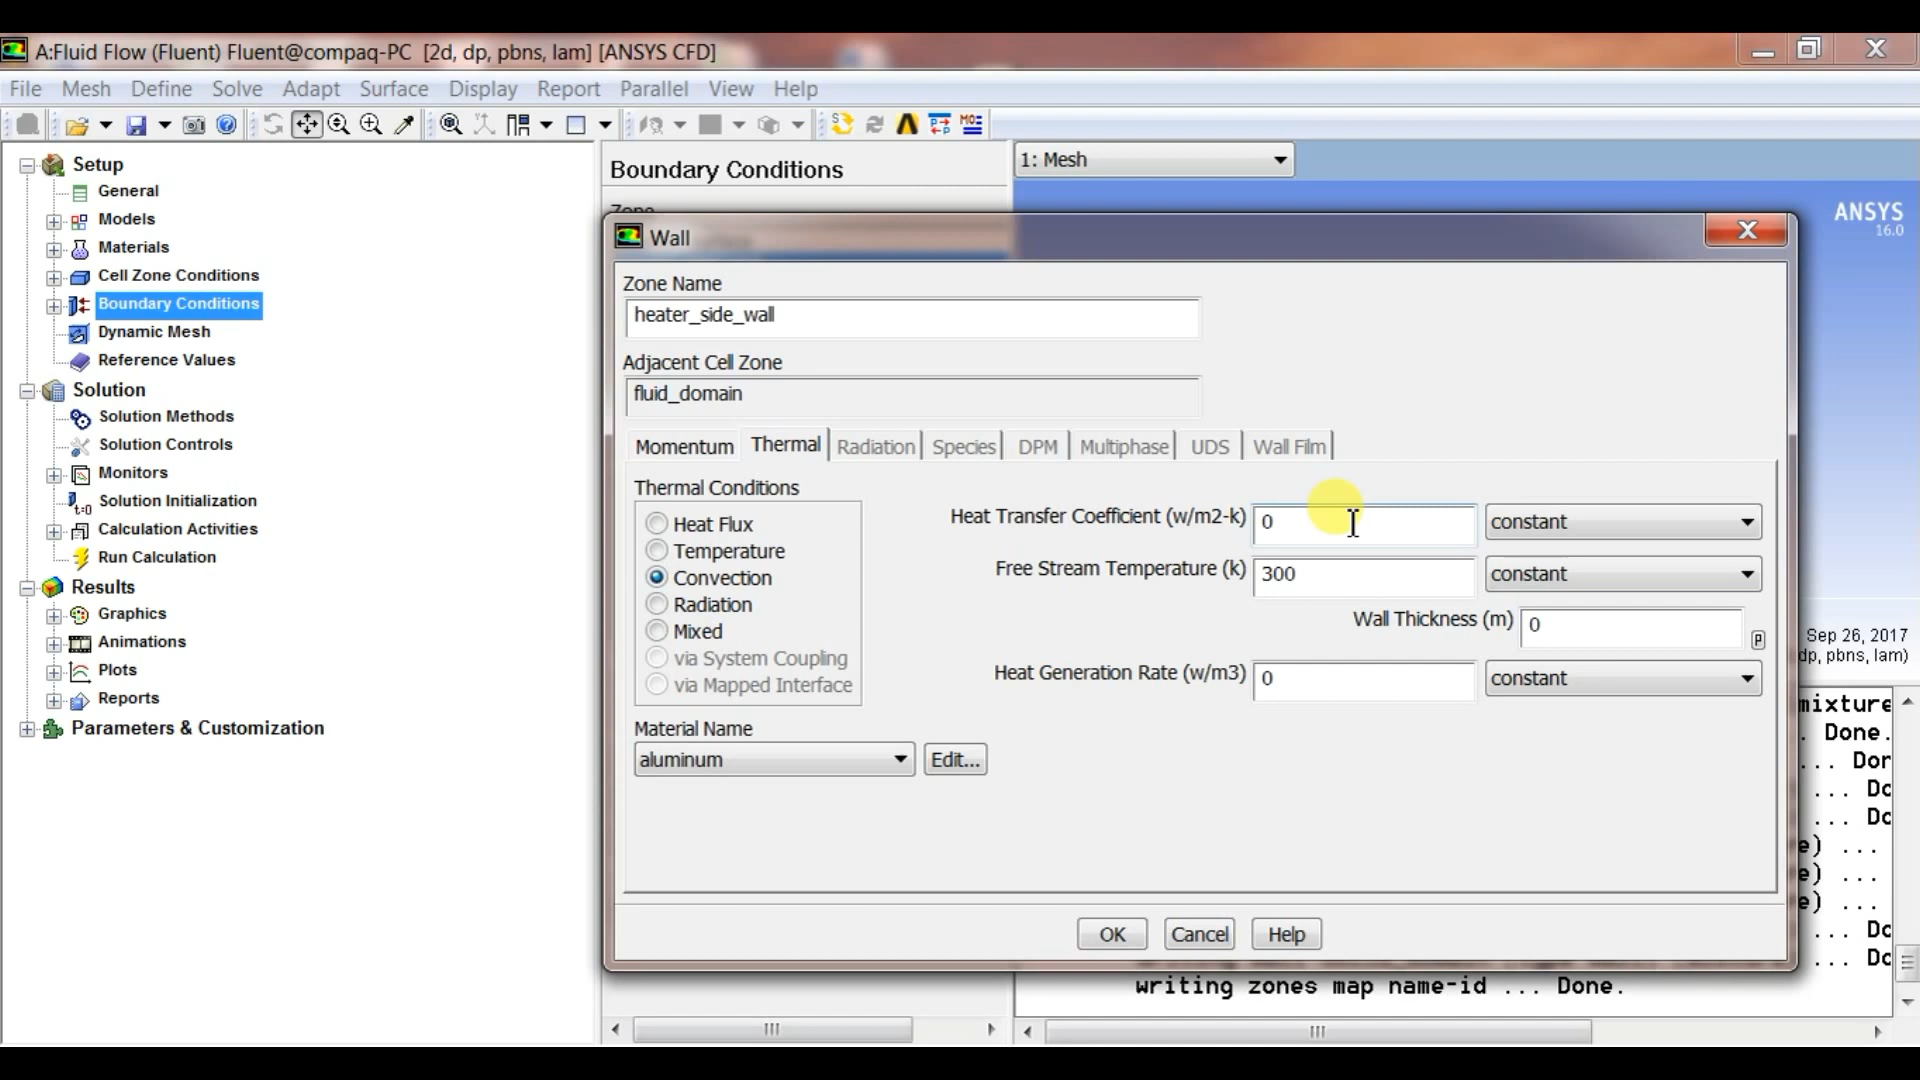 A:Fluid Flow (Fluent) Fluent@compaq-PC [2d, dp, pbns, lam] [ANSYS CFD]
File Mesh Define Solve Adapt Surface Display Report Parallel View Help
Setup
General
Models
Materials
Cell Zone Conditions
Boundary Conditions
Dynamic Mesh
Reference Values
Solution
Solution Methods
Solution Controls
Monitors
Solution Initialization
Calculation Activities
Run Calculation
Results
Graphics
Animations
Plots
Reports
Parameters & Customization
Boundary Conditions
Zone
1: Mesh
ANSYS
16.0
Wall
Zone Name
heater_side_wall
Adjacent Cell Zone
fluid_domain
Momentum Thermal Radiation Species DPM Multiphase UDS Wall Film
Thermal Conditions
Heat Flux
Temperature
Convection
Radiation
Mixed
via System Coupling
via Mapped Interface
Material Name
aluminum Edit...
Heat Transfer Coefficient (w/m2-k) 0 constant
Free Stream Temperature (k) 300 constant
Wall Thickness (m) 0 P
Heat Generation Rate (w/m3) 0 constant
OK Cancel Help
Sep 26, 2017
dp, pbns, lam)
mixture
. Done.
... Don
... Do
... Do
e) ...
e) ...
e) ...
... Do
... Do
writing zones map name-id ... Done.